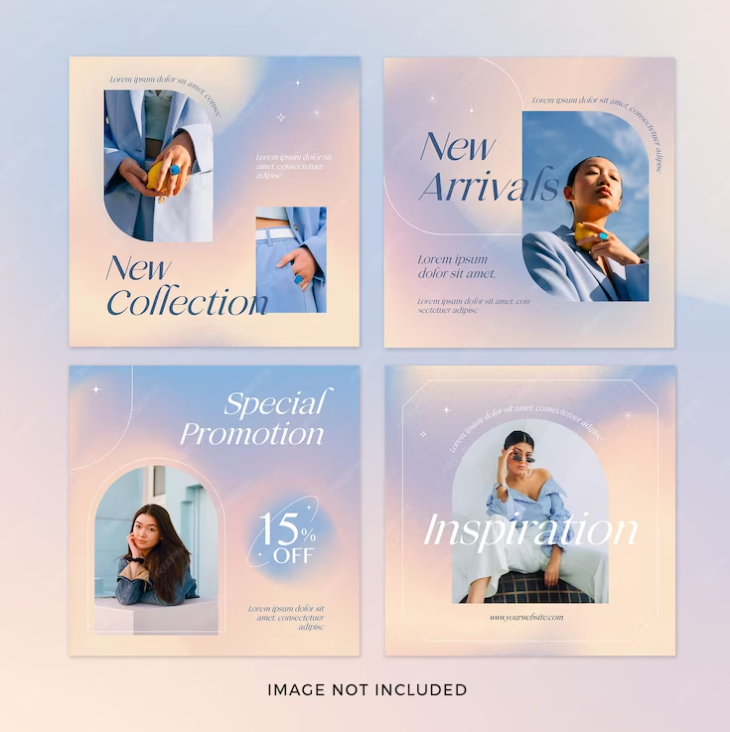 Lorem ipsum dolor sit amet, consec
Lorem ipsum dolor sit
amet, consectetuer
adipisc
New
Collection
Lorem ipsum dolor sit amet, consectetuer adipisc
New
Arrivals
Lorem ipsum
dolor sit amet.
Lorem ipsum dolor sit amet, con
sectetuer adipisc
Special
Promotion
15%
OFF
Lorem ipsum dolor sit
amet, consectetuer
adipisc
Lorem ipsum dolor sit amet, consectetuer adipisc
Inspiration
www.yourwebsite.com
IMAGE NOT INCLUDED